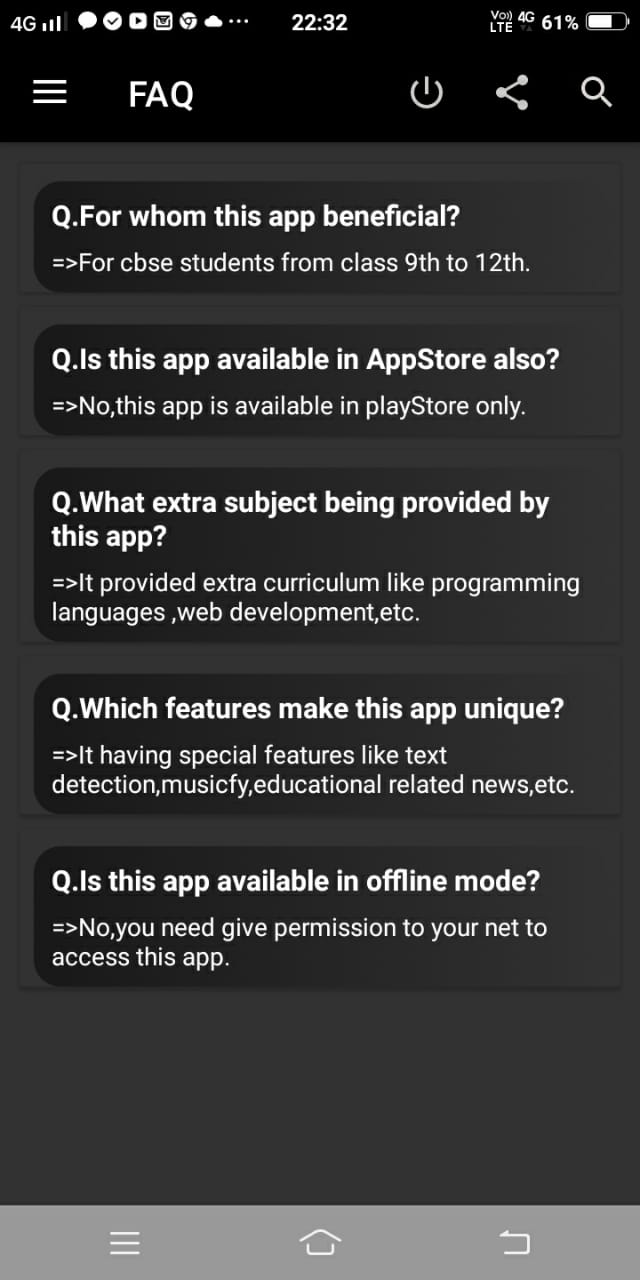 4G 22:32 Vo) LTE 4G 61%
FAQ
Q.For whom this app beneficial?
=>For cbse students from class 9th to 12th.
Q.Is this app available in AppStore also?
=>No,this app is available in playStore only.
Q.What extra subject being provided by
this app?
=>It provided extra curriculum like programming
languages ,web development,etc.
Q.Which features make this app unique?
=>It having special features like text
detection,musicfy,educational related news,etc.
Q.Is this app available in offline mode?
=>No,you need give permission to your net to
access this app.